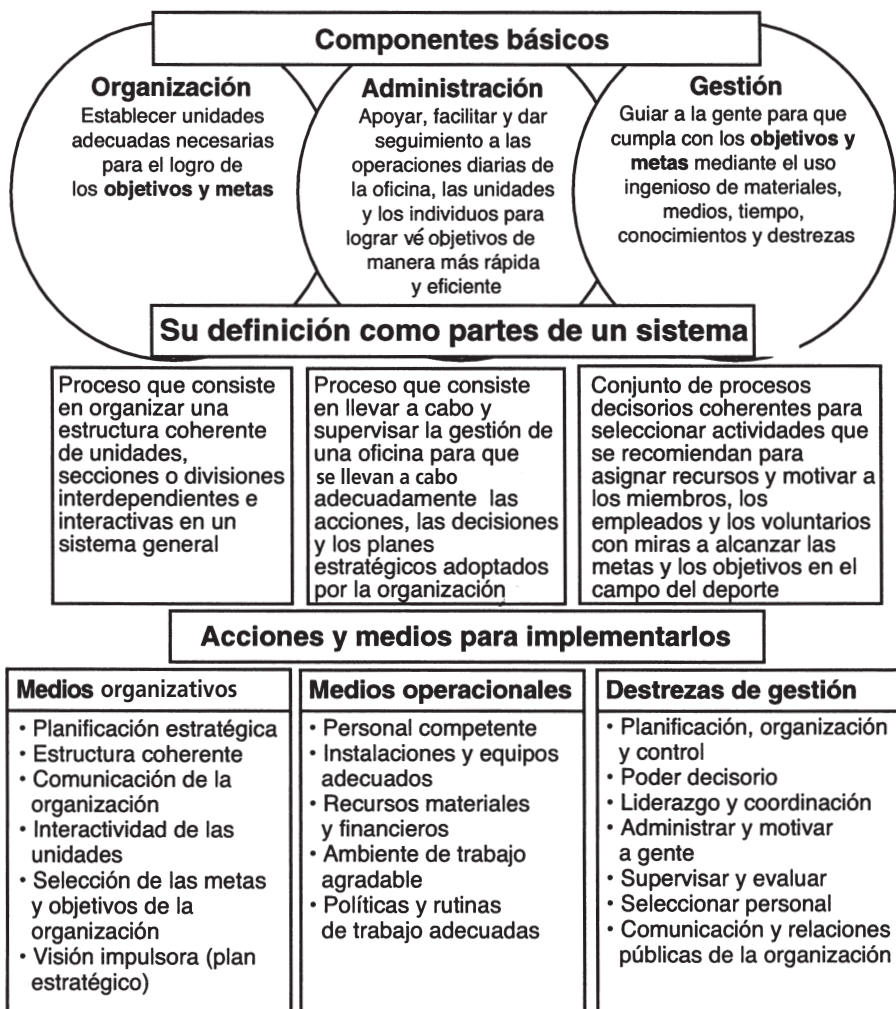 Componentes básicos
Organización
Establecer unidades
adecuadas necesarias
para el logro de
los objetivos y metas
Administración
Apoyar, facilitar y dar
seguimiento a las
operaciones diarias de
la oficina, las unidades
y los individuos para
lograr vé objetivos de
manera más rápida
y eficiente
Gestión
Guiar a la gente para que
cumpla con los objetivos y
metas mediante el uso
ingenioso de materiales,
medios, tiempo,
conocimientos y destrezas
Su definición como partes de un sistema
Proceso que consiste
en organizar una
estructura coherente
de unidades,
secciones o divisiones
interdependientes e
interactivas en un
sistema general
Proceso que consiste
en llevar a cabo y
supervisar la gestión de
una oficina para que
se llevan a cabo
adecuadamente las
acciones, las decisiones
y los planes
estratégicos adoptados
por la organización
Conjunto de procesos
decisorios coherentes para
seleccionar actividades que
se recomiendan para
asignar recursos y motivar a
los miembros, los
empleados y los voluntarios
con miras a alcanzar las
metas y los objetivos en el
campo del deporte
Acciones y medios para implementarlos
Medios organizativos
• Planificación estratégica
• Estructura coherente
• Comunicación de la
organización
• Interactividad de las
unidades
• Selección de las metas
y objetivos de la
organización
• Visión impulsora (plan
estratégico)
Medios operacionales
• Personal competente
• Instalaciones y equipos
adecuados
• Recursos materiales
y financieros
• Ambiente de trabajo
agradable
• Políticas y rutinas
de trabajo adecuadas
Destrezas de gestión
• Planificación, organización
y control
• Poder decisorio
• Liderazgo y coordinación
• Administrar y motivar
a gente
• Supervisar y evaluar
• Seleccionar personal
• Comunicación y relaciones
públicas de la organización